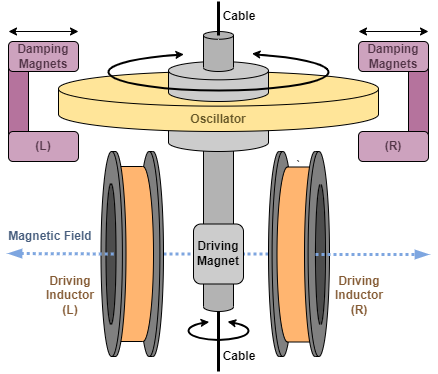 Cable
Damping
Magnets
Damping
Magnets
Oscillator
(L)
(R)
Magnetic Field
Driving
Magnet
Driving
Inductor
(L)
Driving
Inductor
(R)
Cable